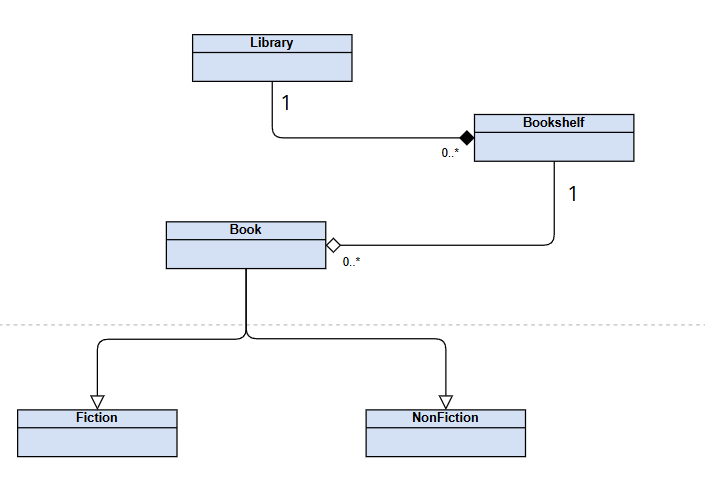 Library
1
Bookshelf
0..*
1
Book
0..*
Fiction
NonFiction